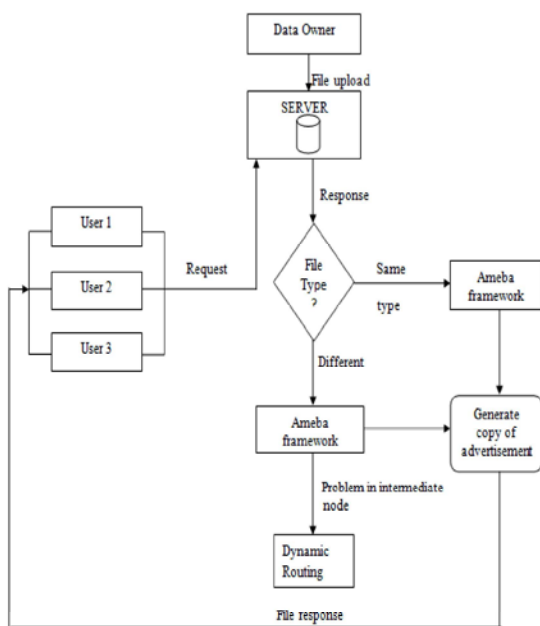 Data Owner
File upload
SERVER
Response
User 1
User 2
User 3
Request
File
Type
?
Same
type
Ameba
framework
Different
Ameba
framework
Generate
copy of
advertisement
Problem in intermediate
node
Dynamic
Routing
File response